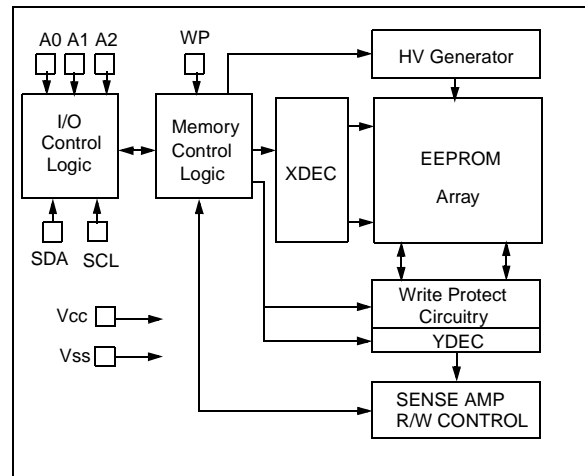 A0 A1 A2
WP
HV Generator
I/O
Control
Logic
Memory
Control
Logic
XDEC
EEPROM
Array
SDA
SCL
Write Protect
Circuitry
YDEC
Vcc
Vss
SENSE AMP
R/W CONTROL